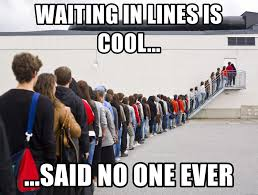 WAITING IN LINES IS
COOL...
...SAID NO ONE EVER